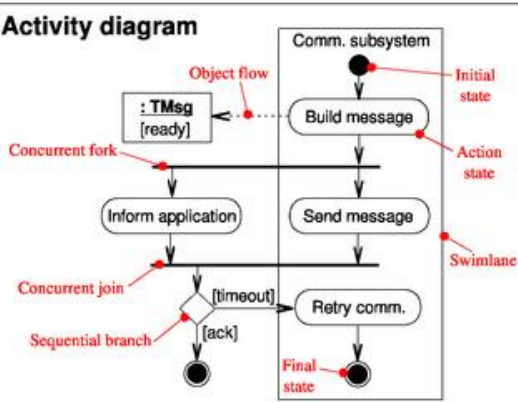 Activity diagram
Comm. subsystem
Object flow
Initial
state
: TMsg
[ready]
Build message
Concurrent fork
Action
state
Inform application
Send message
Swimlane
Concurrent join
[timeout]
Retry comm.
Sequential branch
[ack]
Final
state